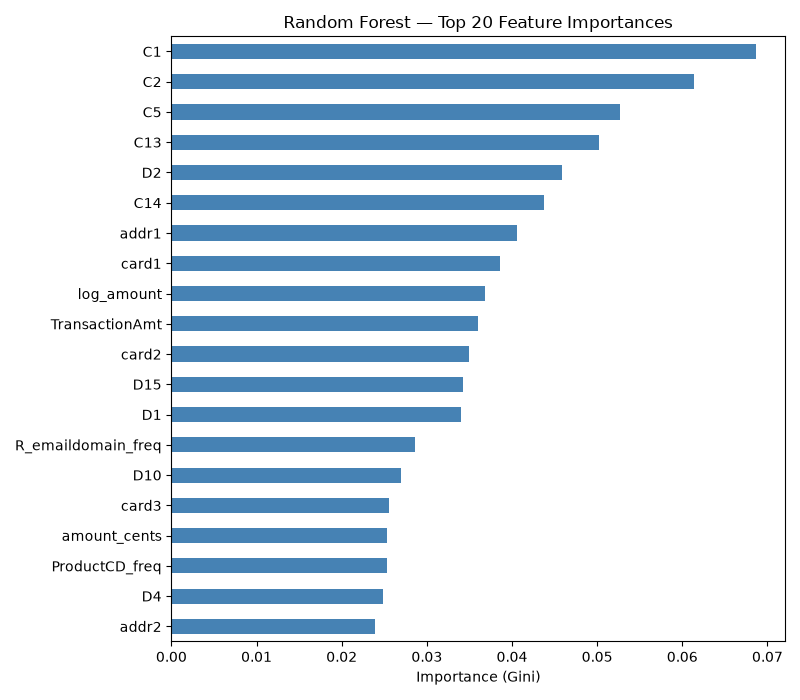 Random Forest — Top 20 Feature Importances
C1
C2
C5
C13
D2
C14
addr1
card1
log_amount
TransactionAmt
card2
D15
D1
R_emaildomain_freq
D10
card3
amount_cents
ProductCD_freq
D4
addr2
0.00 0.01 0.02 0.03 0.04 0.05 0.06 0.07
Importance (Gini)